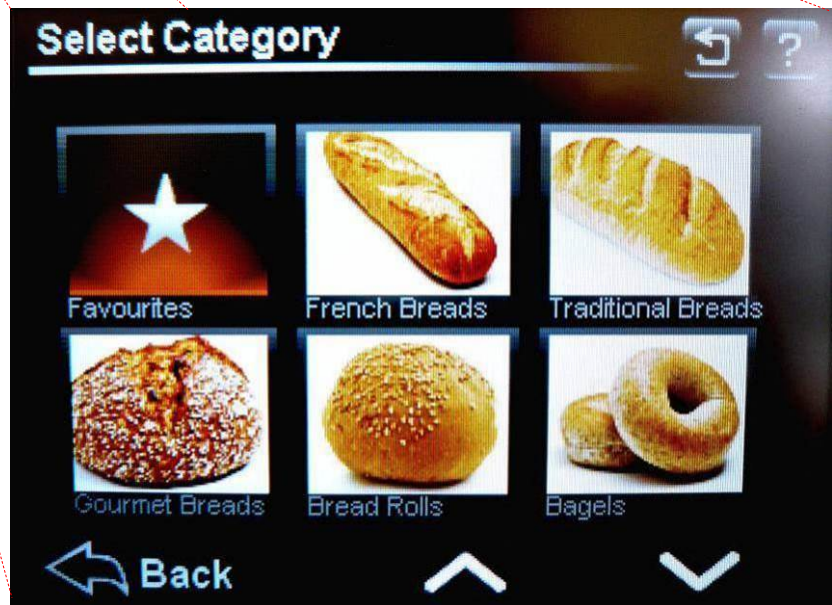 Select Category
?
Favourites
French Breads
Traditional Breads
Gourmet Breads
Bread Rolls
Bagels
Back